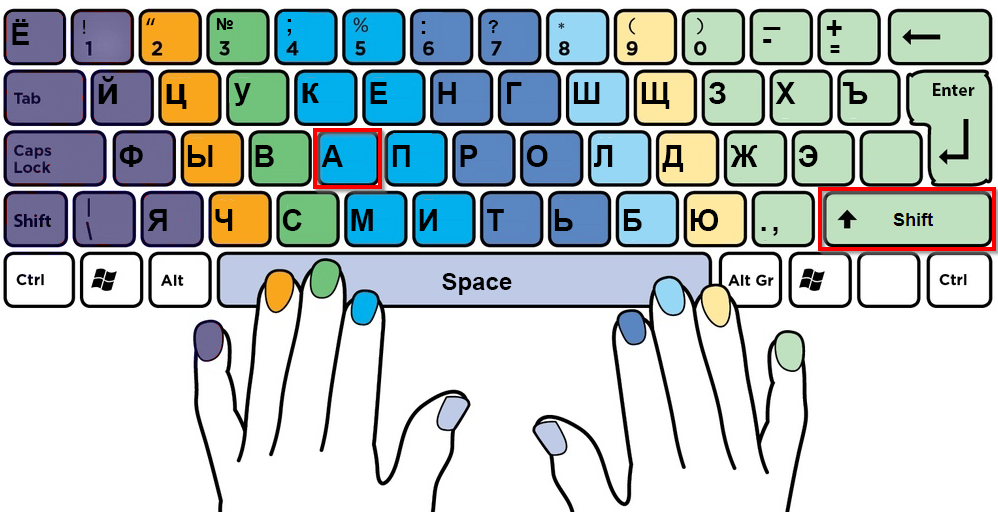 Ё ! 1 “ 2 № 3 ; 4 % 5 : 6 ? 7 * 8 ( 9 ) 0 — - + =
Tab Й Ц У К Е Н Г Ш Щ З Х Ъ Enter
Caps Lock Ф Ы В А П Р О Л Д Ж Э
Shift | \ Я Ч С М И Т Ь Б Ю . , Shift
Ctrl Alt Space Alt Gr Ctrl